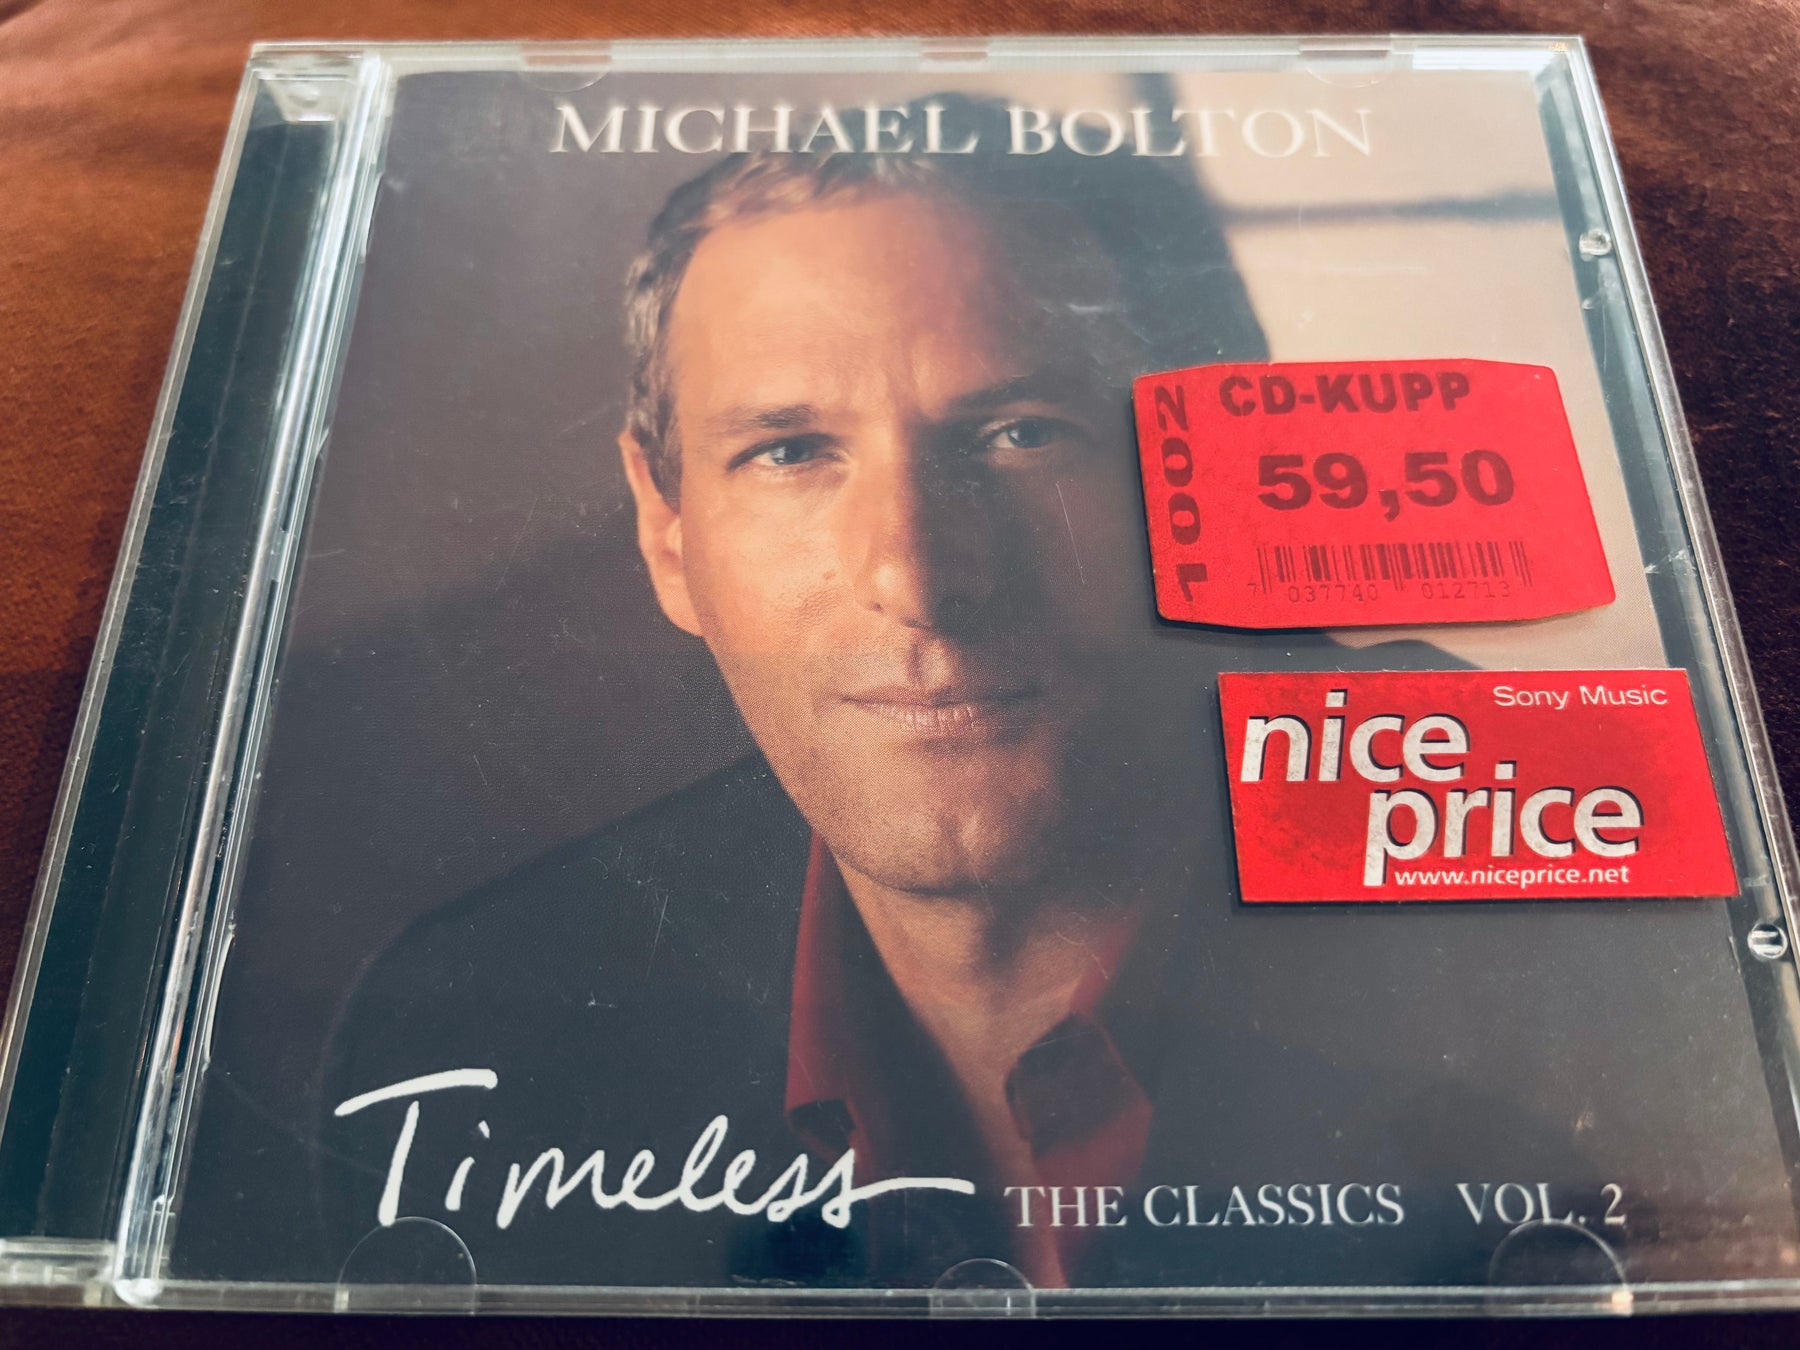 MICHAEL BOLTON
1002
CD-KUPP
59,50
7 037740 012713
Sony Music
nice
price
www.niceprice.net
Timeless THE CLASSICS VOL. 2